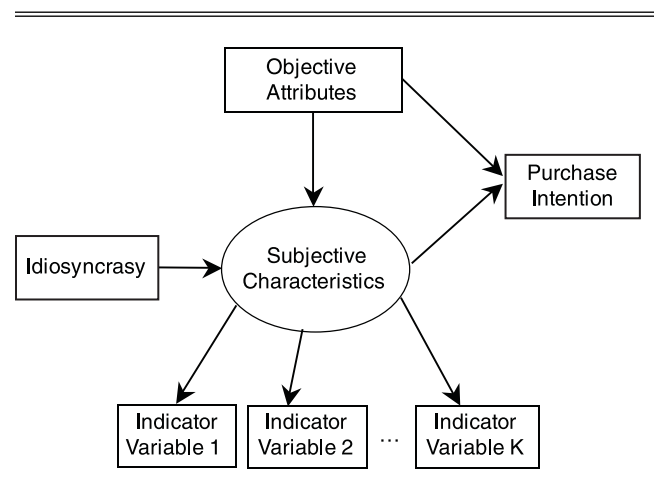 Objective
Attributes
Purchase
Intention
Idiosyncrasy
Subjective
Characteristics
Indicator
Variable 1
Indicator
Variable 2
...
Indicator
Variable K